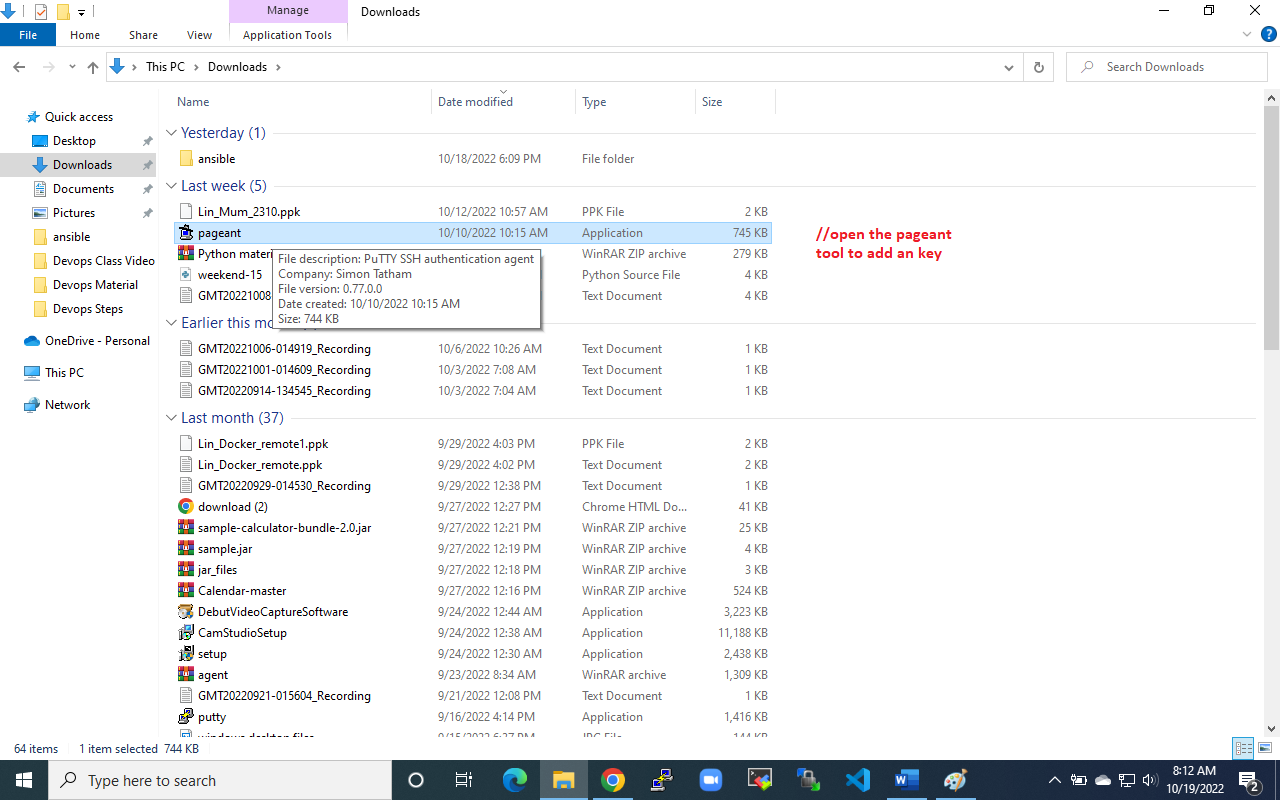 Manage
Downloads
File
Home
Share
View
Application Tools
This PC > Downloads >
Search Downloads
Name
Date modified
Type
Size
Quick access
Desktop
Downloads
Documents
Pictures
ansible
Devops Class Video
Devops Material
Devops Steps
OneDrive - Personal
This PC
Network
Yesterday (1)
ansible 10/18/2022 6:09 PM File folder
Last week (5)
Lin_Mum_2310.ppk 10/12/2022 10:57 AM PPK File 2 KB
pageant 10/10/2022 10:15 AM Application 745 KB
Python materi WinRAR ZIP archive 279 KB
weekend-15 Python Source File 4 KB
GMT20221008 Text Document 4 KB
File description: PuTTY SSH authentication agent
Company: Simon Tatham
File version: 0.77.0.0
Date created: 10/10/2022 10:15 AM
Size: 744 KB
//open the pageant
tool to add an key
Earlier this mo
GMT20221006-014919_Recording 10/6/2022 10:26 AM Text Document 1 KB
GMT20221001-014609_Recording 10/3/2022 7:08 AM Text Document 1 KB
GMT20220914-134545_Recording 10/3/2022 7:04 AM Text Document 1 KB
Last month (37)
Lin_Docker_remote1.ppk 9/29/2022 4:03 PM PPK File 2 KB
Lin_Docker_remote.ppk 9/29/2022 4:02 PM Text Document 2 KB
GMT20220929-014530_Recording 9/29/2022 12:38 PM Text Document 1 KB
download (2) 9/27/2022 12:27 PM Chrome HTML Do... 41 KB
sample-calculator-bundle-2.0.jar 9/27/2022 12:21 PM WinRAR ZIP archive 25 KB
sample.jar 9/27/2022 12:19 PM WinRAR ZIP archive 4 KB
jar_files 9/27/2022 12:18 PM WinRAR ZIP archive 3 KB
Calendar-master 9/27/2022 12:16 PM WinRAR ZIP archive 524 KB
DebutVideoCaptureSoftware 9/24/2022 12:44 AM Application 3,223 KB
CamStudioSetup 9/24/2022 12:38 AM Application 11,188 KB
setup 9/24/2022 12:30 AM Application 2,438 KB
agent 9/23/2022 8:34 AM WinRAR archive 1,309 KB
GMT20220921-015604_Recording 9/21/2022 12:08 PM Text Document 1 KB
putty 9/16/2022 4:14 PM Application 1,416 KB
64 items
1 item selected 744 KB
Type here to search
8:12 AM
10/19/2022
2